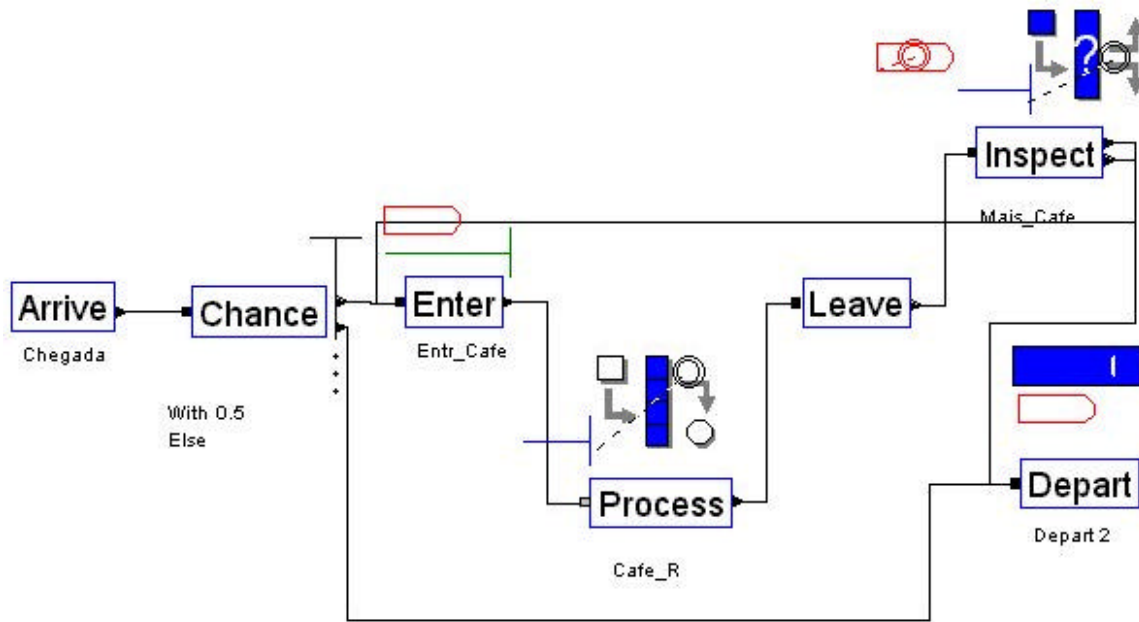 ?
Inspect
Mais_Cafe
Arrive
Chance
Enter
Leave
Chegada
Entr_Cafe
With 0.5
Else
Process
Cafe_R
Depart
Depart 2